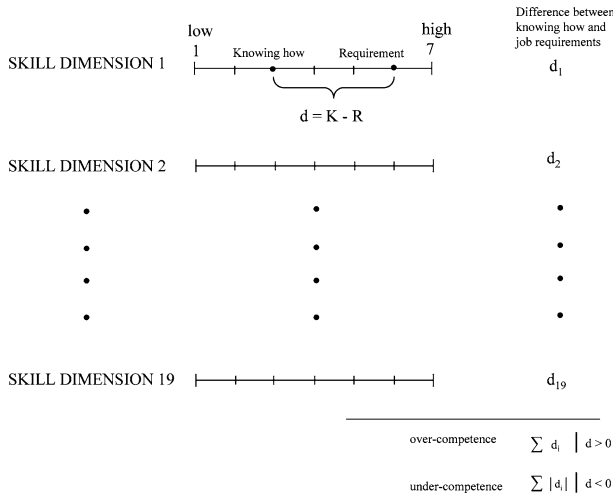 Difference between
knowing how and
job requirements
low
high
1
7
Knowing how
Requirement
SKILL DIMENSION 1
d1
d = K - R
SKILL DIMENSION 2
d2
SKILL DIMENSION 19
d19
over-competence ∑ di | d > 0
under-competence ∑ |di| | d < 0